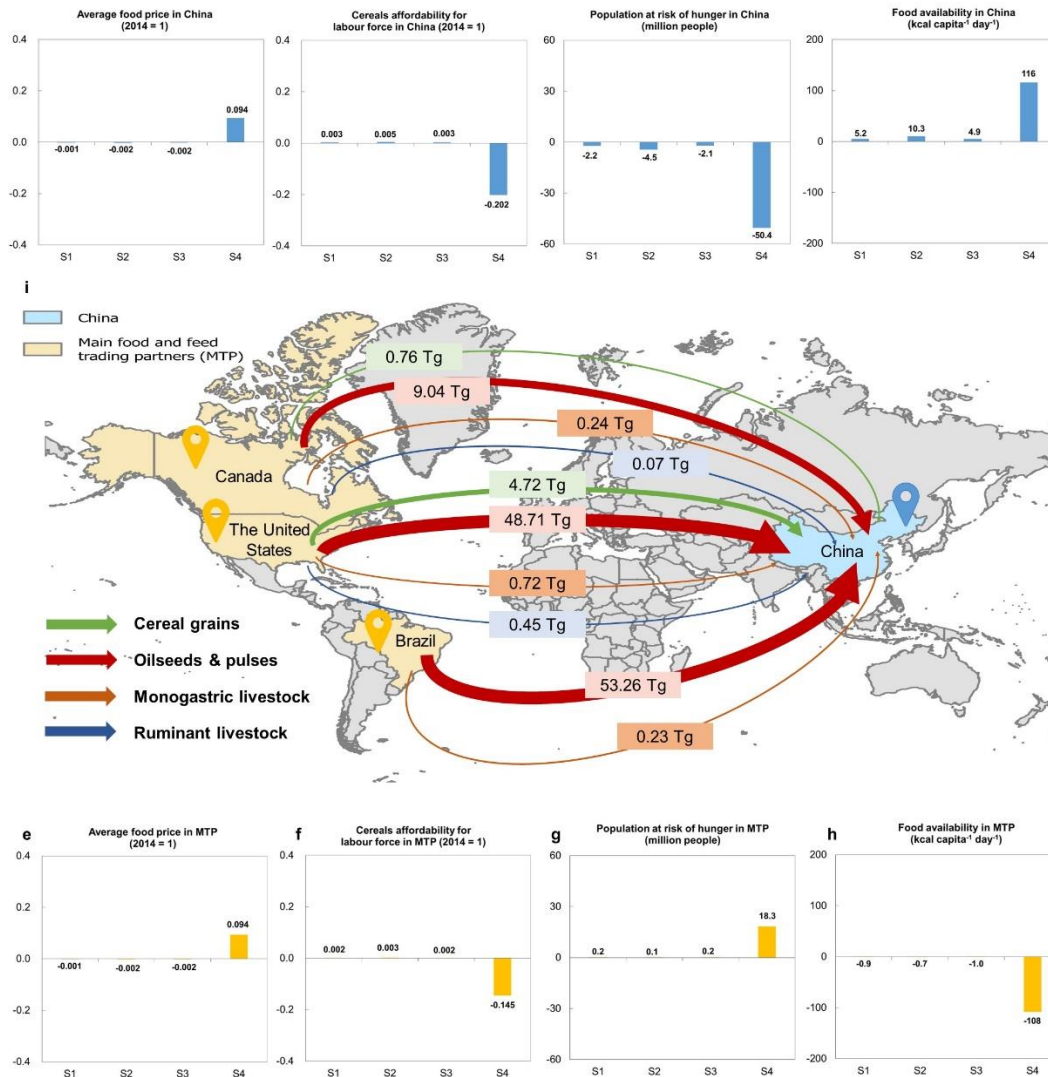 Average food price in China
(2014 = 1)
0.4
0.2
0.0
-0.2
-0.4
-0.001
-0.002
-0.002
0.094
S1 S2 S3 S4
Cereals affordability for
labour force in China (2014 = 1)
0.4
0.2
0.0
-0.2
-0.4
0.003
0.005
0.003
-0.202
S1 S2 S3 S4
Population at risk of hunger in China
(million people)
60
30
0
-30
-60
-2.2
-4.5
-2.1
-50.4
S1 S2 S3 S4
Food availability in China
(kcal capita⁻¹ day⁻¹)
200
100
0
-100
-200
5.2
10.3
4.9
116
S1 S2 S3 S4
i
China
Main food and feed
trading partners (MTP)
0.76 Tg
9.04 Tg
0.24 Tg
0.07 Tg
4.72 Tg
48.71 Tg
0.72 Tg
0.45 Tg
53.26 Tg
0.23 Tg
Canada
The United
States
Brazil
China
Cereal grains
Oilseeds & pulses
Monogastric livestock
Ruminant livestock
e
Average food price in MTP
(2014 = 1)
0.4
0.2
0.0
-0.2
-0.4
-0.001
-0.002
-0.002
0.094
S1 S2 S3 S4
f
Cereals affordability for
labour force in MTP (2014 = 1)
0.4
0.2
0.0
-0.2
-0.4
0.002
0.003
0.002
-0.145
S1 S2 S3 S4
g
Population at risk of hunger in MTP
(million people)
60
30
0
-30
-60
0.2
0.1
0.2
18.3
S1 S2 S3 S4
h
Food availability in MTP
(kcal capita⁻¹ day⁻¹)
200
100
0
-100
-200
-0.9
-0.7
-1.0
-108
S1 S2 S3 S4